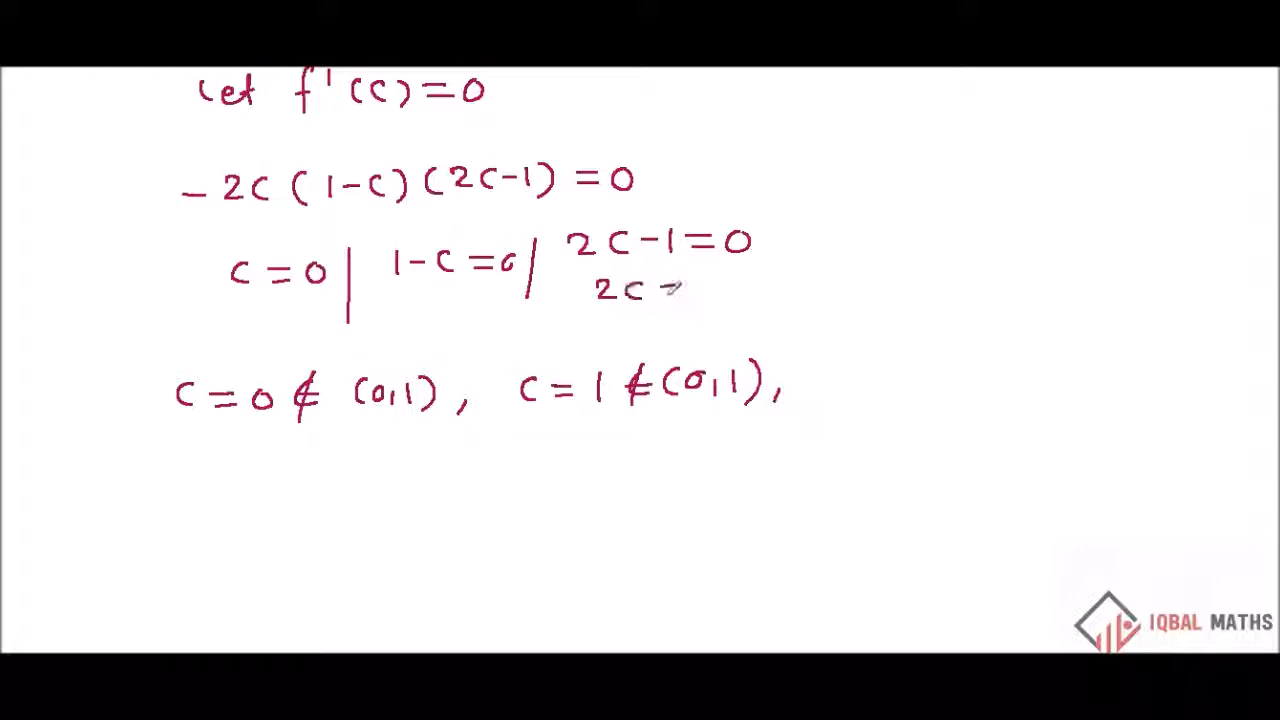 Let f'(c)=0
-2c(1-c)(2c-1)=0
c=0 | 1-c=0 / 2c-1=0
2c =
c=0∉(0,1), c=1∉(0,1),
IQBAL MATHS